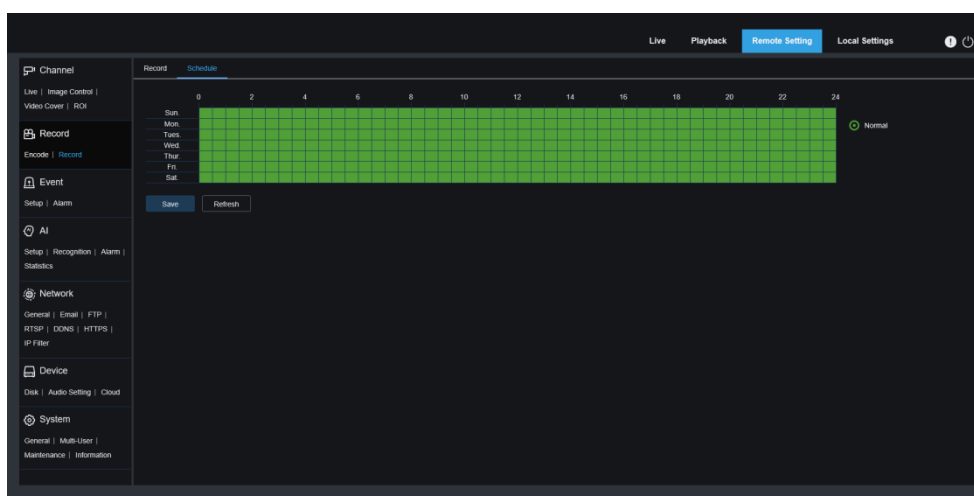 Live Playback Remote Setting Local Settings
Channel
Live | Image Control |
Video Cover | ROI
Record
Encode | Record
Event
Setup | Alarm
AI
Setup | Recognition | Alarm |
Statistics
Network
General | Email | FTP |
RTSP | DDNS | HTTPS |
IP Filter
Device
Disk | Audio Setting | Cloud
System
General | Multi-User |
Maintenance | Information
Record Schedule
0 2 4 6 8 10 12 14 16 18 20 22 24
Sun.
Mon.
Tues.
Wed.
Thur.
Fri.
Sat.
Normal
Save Refresh